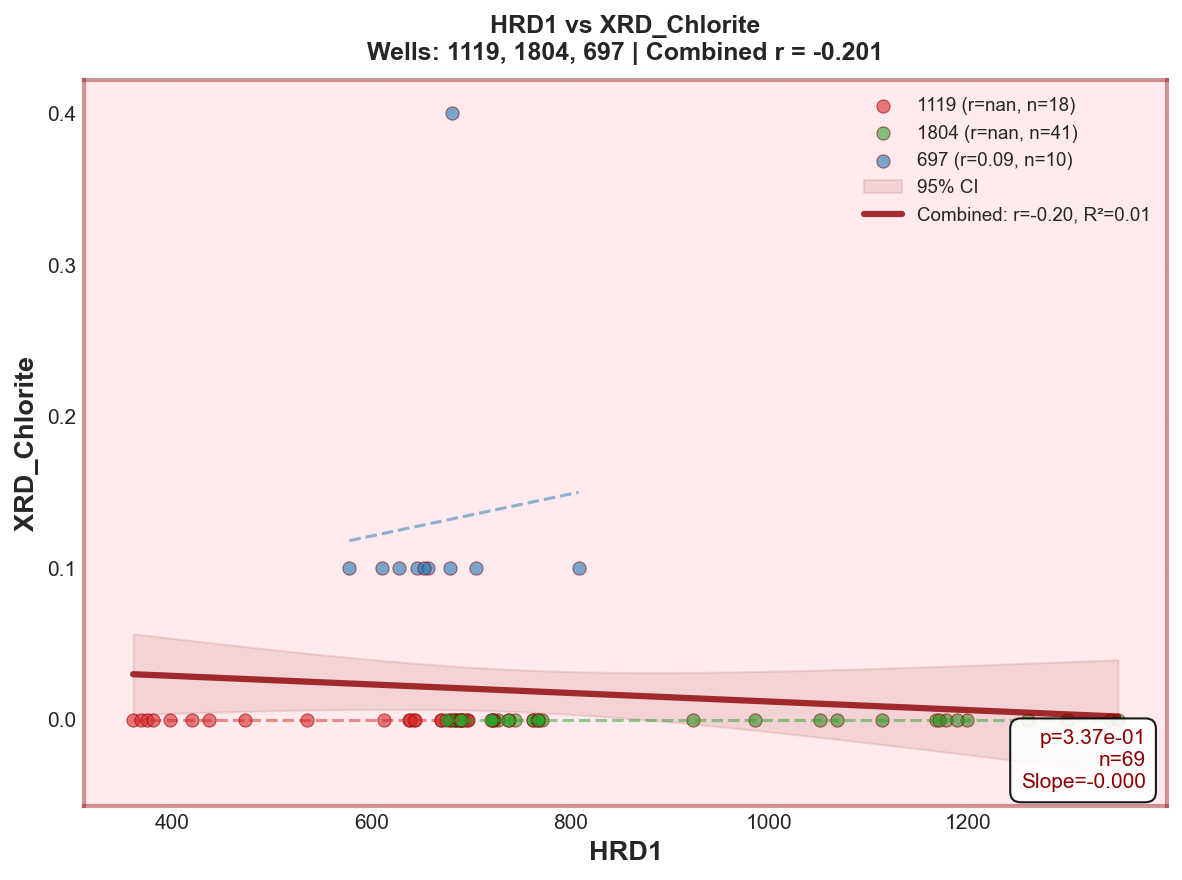 HRD1 vs XRD_Chlorite
Wells: 1119, 1804, 697 | Combined r = -0.201
1119 (r=nan, n=18)
1804 (r=nan, n=41)
697 (r=0.09, n=10)
95% CI
Combined: r=-0.20, R²=0.01
XRD_Chlorite
0.4
0.3
0.2
0.1
0.0
p=3.37e-01
n=69
Slope=-0.000
400
600
800
1000
1200
HRD1